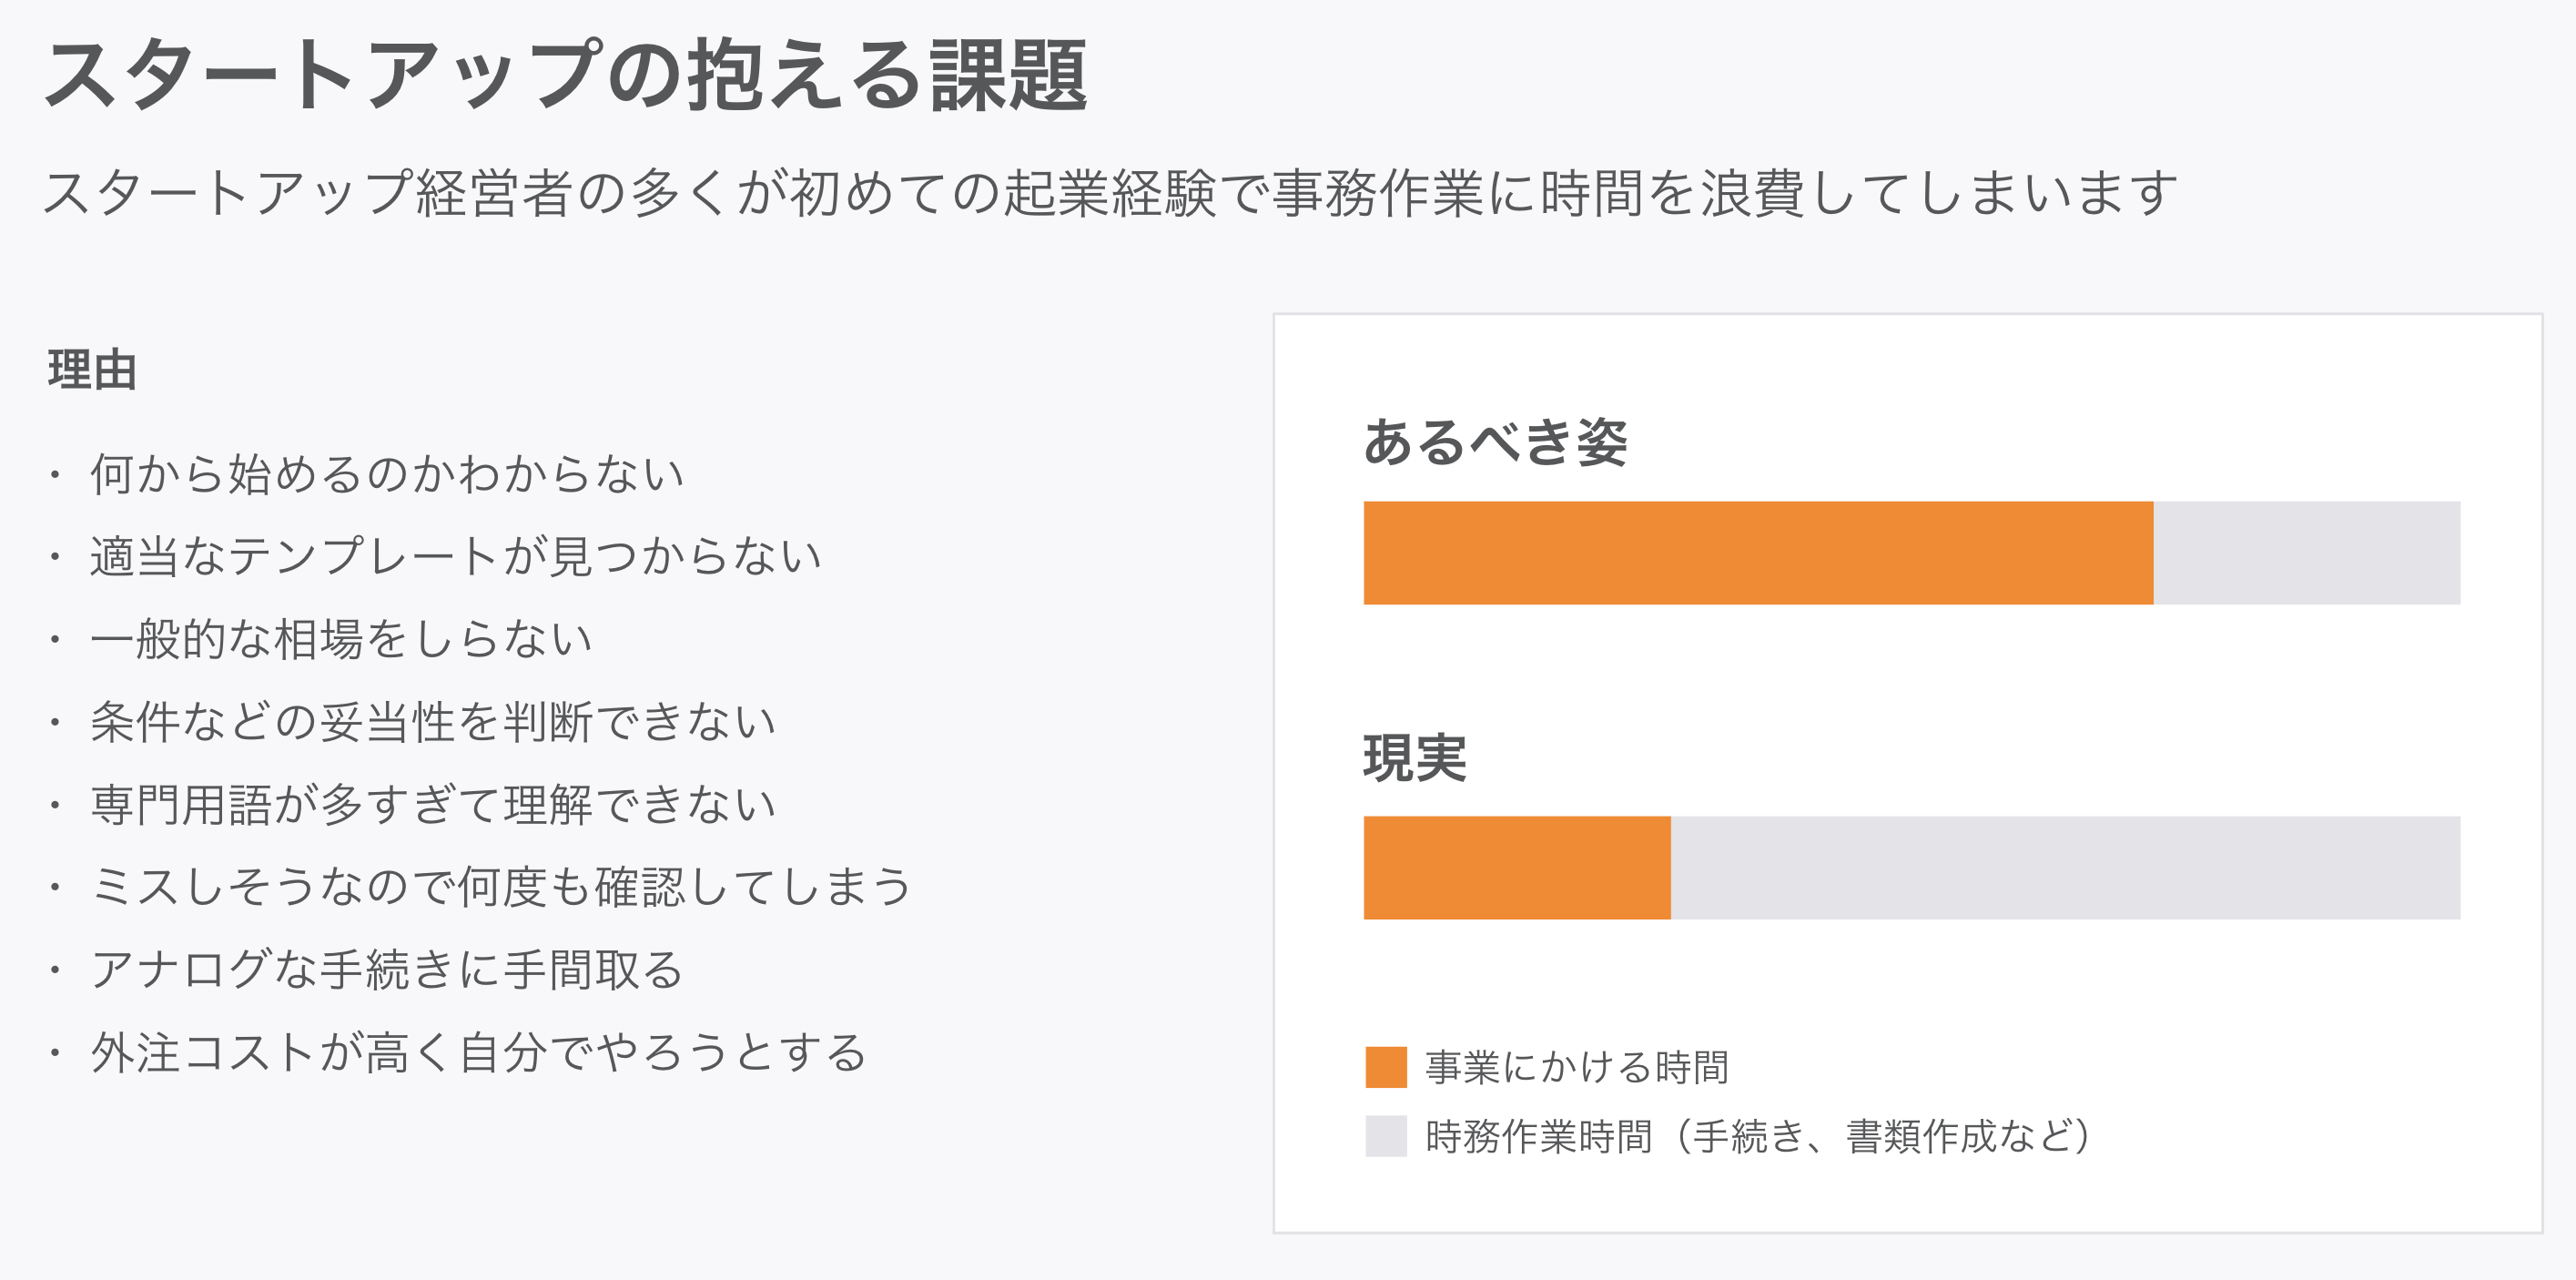 スタートアップの抱える課題
スタートアップ経営者の多くが初めての起業経験で事務作業に時間を浪費してしまいます
理由
・ 何から始めるのかわからない
・ 適当なテンプレートが見つからない
・ 一般的な相場をしらない
・ 条件などの妥当性を判断できない
・ 専門用語が多すぎて理解できない
・ ミスしそうなので何度も確認してしまう
・ アナログな手続きに手間取る
・ 外注コストが高く自分でやろうとする
あるべき姿
現実
事業にかける時間
時務作業時間（手続き、書類作成など）